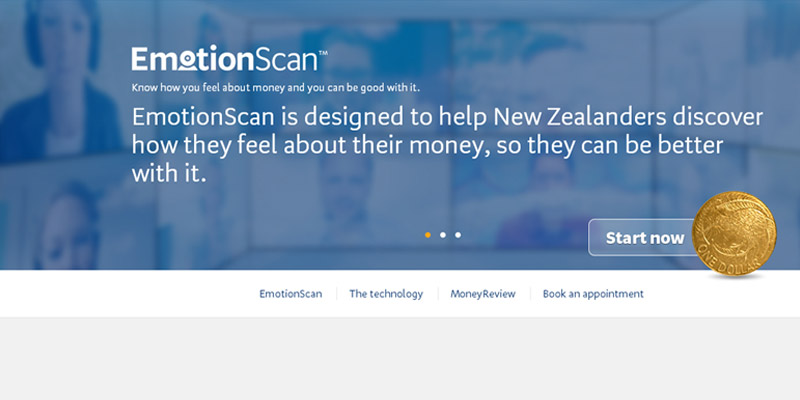 EmotionScan™
Know how you feel about money and you can be good with it.
EmotionScan is designed to help New Zealanders discover
how they feel about their money, so they can be better
with it.
Start now
ONE DOLLAR
EmotionScan
The technology
MoneyReview
Book an appointment